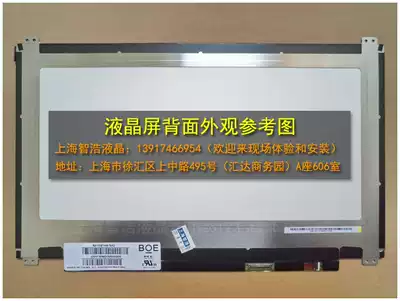 液晶屏背面外观参考图
上海智浩液晶：13917466954（欢迎来现场体验和安装）
地址：上海市徐汇区上中路495号（汇达商务园）A座606室
BOE